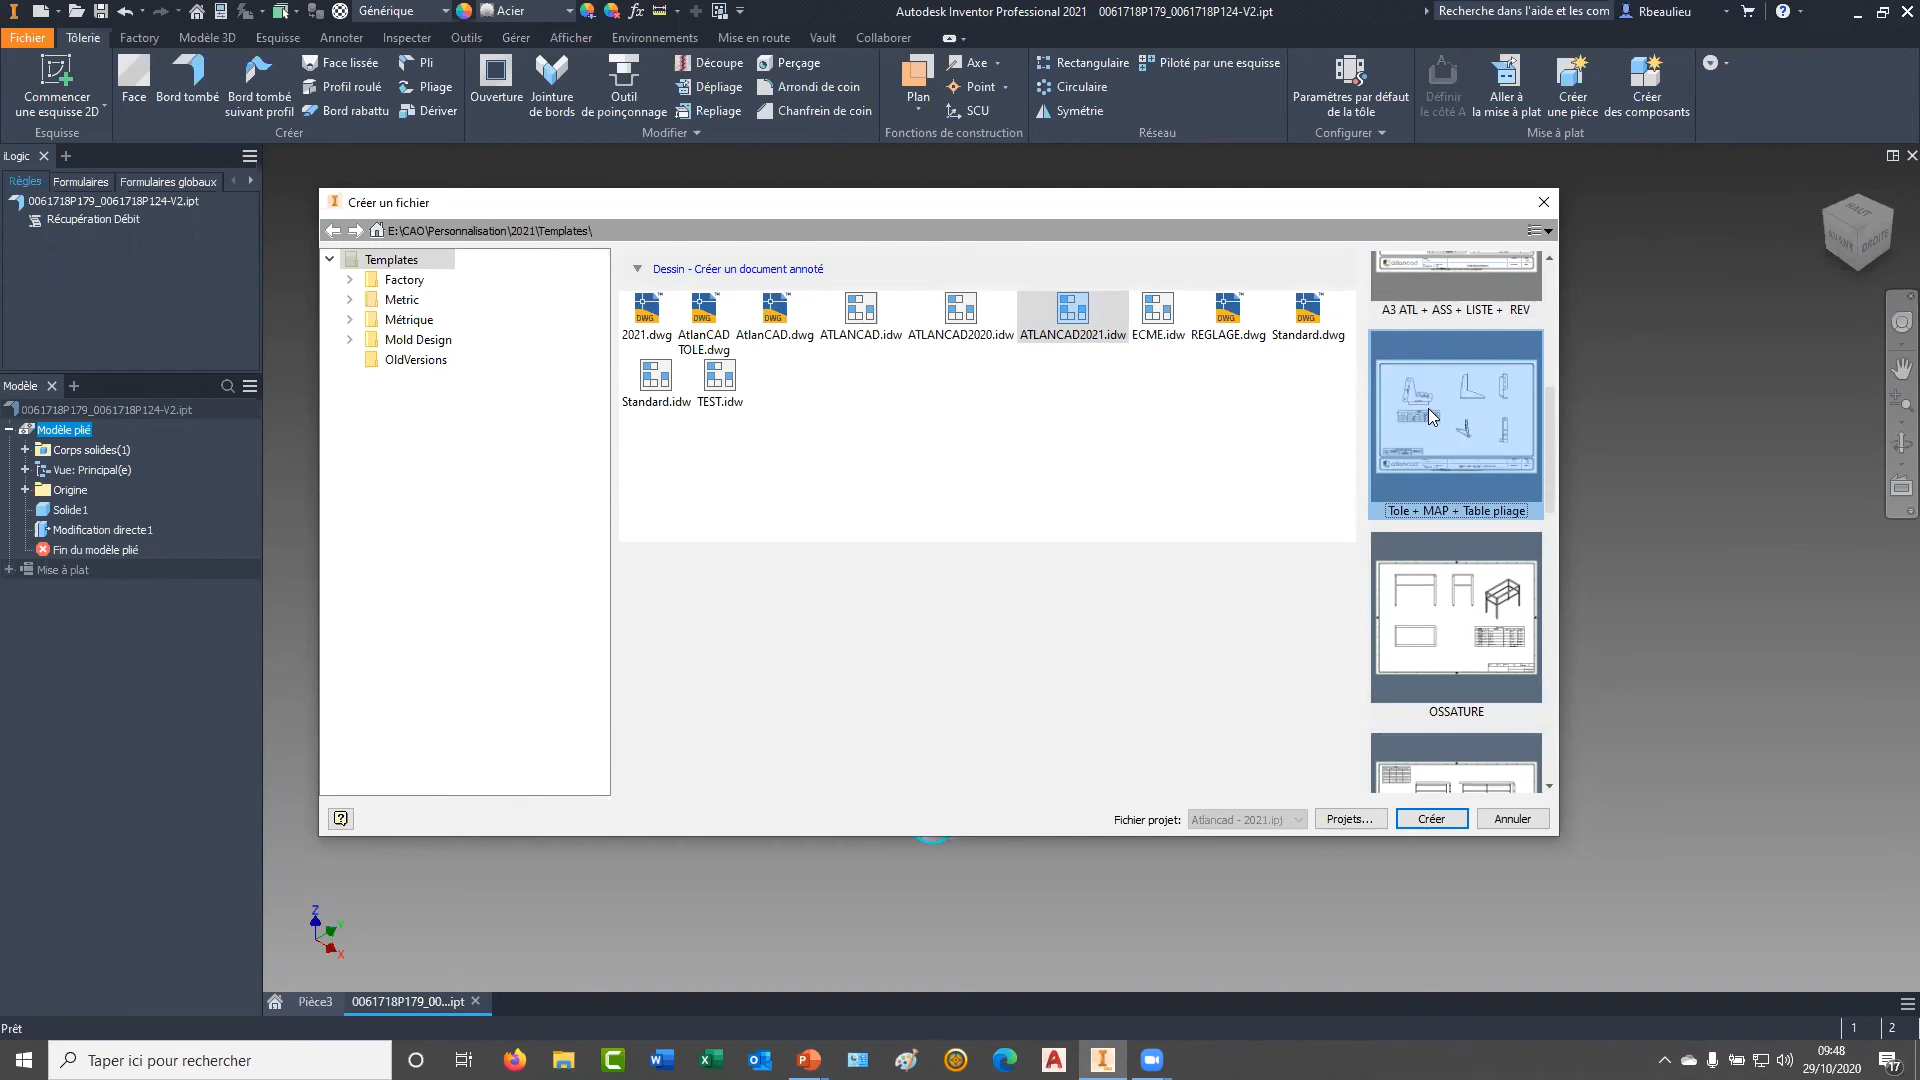 Générique
Acier
Autodesk Inventor Professional 2021 0061718P179_0061718P124-V2.ipt
Recherche dans l'aide et les com
Rbeaulieu
Fichier
Tôlerie
Factory
Modèle 3D
Esquisse
Annoter
Inspecter
Outils
Gérer
Afficher
Environnements
Mise en route
Vault
Collaborer
Commencer
une esquisse 2D
Face
Bord tombé
Bord tombé
suivant profil
Face lissée
Profil roulé
Bord rabattu
Pli
Pliage
Dériver
Ouverture
Jointure
de bords
Outil
de poinçonnage
Découpe
Dépliage
Repliage
Perçage
Arrondi de coin
Chanfrein de coin
Plan
Axe
Point
SCU
Rectangulaire
Circulaire
Symétrie
Piloté par une esquisse
Paramètres par défaut
de la tôle
Définir
le côté A
Aller à
la mise à plat
Créer
une pièce
Créer
des composants
Esquisse
Créer
Modifier
Fonctions de construction
Réseau
Configurer
Mise à plat
iLogic
Règles
Formulaires
Formulaires globaux
0061718P179_0061718P124-V2.ipt
Récupération Débit
Modèle
0061718P179_0061718P124-V2.ipt
Modèle plié
Corps solides(1)
Vue: Principal(e)
Origine
Solide1
Modification directe1
Fin du modèle plié
Mise à plat
Créer un fichier
E:\CAO\Personnalisation\2021\Templates\
Templates
Factory
Metric
Métrique
Mold Design
OldVersions
Dessin - Créer un document annoté
2021.dwg
AtlanCAD
TOLE.dwg
AtlanCAD.dwg
ATLANCAD.idw
ATLANCAD2020.idw
ATLANCAD2021.idw
ECME.idw
REGLAGE.dwg
Standard.dwg
Standard.idw
TEST.idw
atlancad
A3 ATL + ASS + LISTE + REV
atlancad
Tole + MAP + Table pliage
OSSATURE
Fichier projet:
Atlancad - 2021.ipj
Projets...
Créer
Annuler
HAUT
AVANT
DROITE
Z
Y
X
Pièce3
0061718P179_00...ipt
Prêt
1
2
Taper ici pour rechercher
09:48
29/10/2020
17